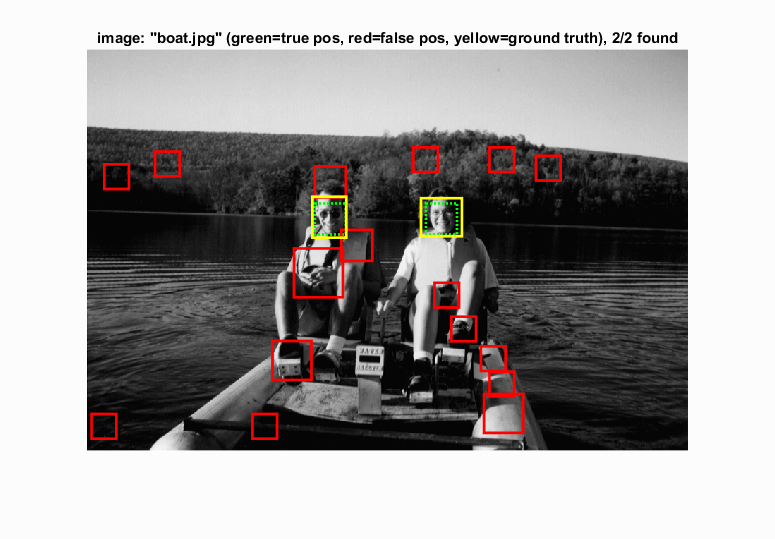 image: "boat.jpg" (green=true pos, red=false pos, yellow=ground truth), 2/2 found